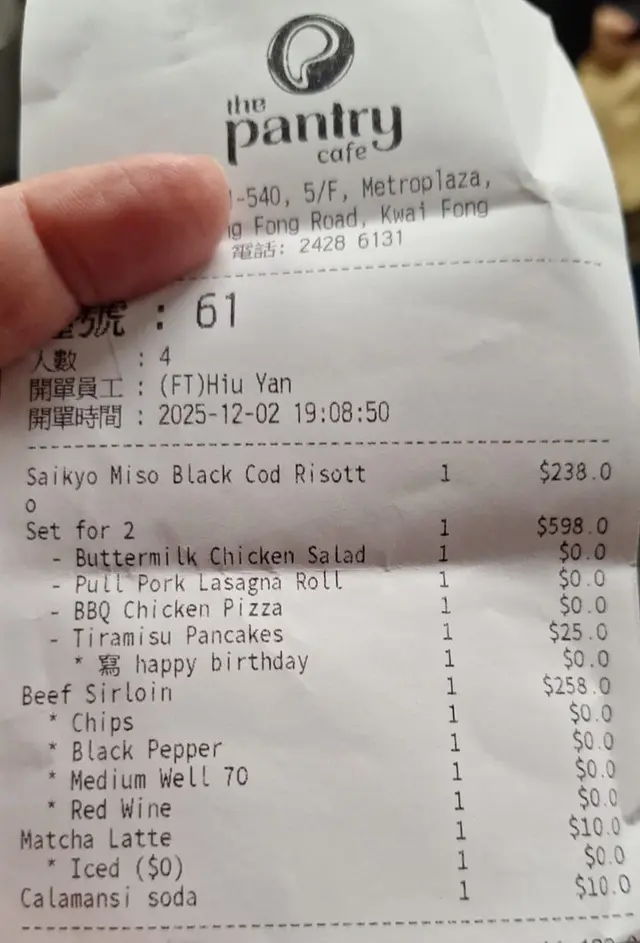 the
pantry
cafe
-540, 5/F, Metroplaza,
Fong Road, Kwai Fong
電話: 2428 6131
號 : 61
人數 : 4
開單員工 : (FT)Hiu Yan
開單時間 : 2025-12-02 19:08:50
Saikyo Miso Black Cod Risott 1 $238.0
o
Set for 2 1 $598.0
- Buttermilk Chicken Salad 1 $0.0
- Pull Pork Lasagna Roll 1 $0.0
- BBQ Chicken Pizza 1 $0.0
- Tiramisu Pancakes 1 $25.0
* 寫 happy birthday 1 $0.0
Beef Sirloin 1 $258.0
* Chips 1 $0.0
* Black Pepper 1 $0.0
* Medium Well 70 1 $0.0
* Red Wine 1 $0.0
Matcha Latte 1 $10.0
* Iced ($0) 1 $0.0
Calamansi soda 1 $10.0